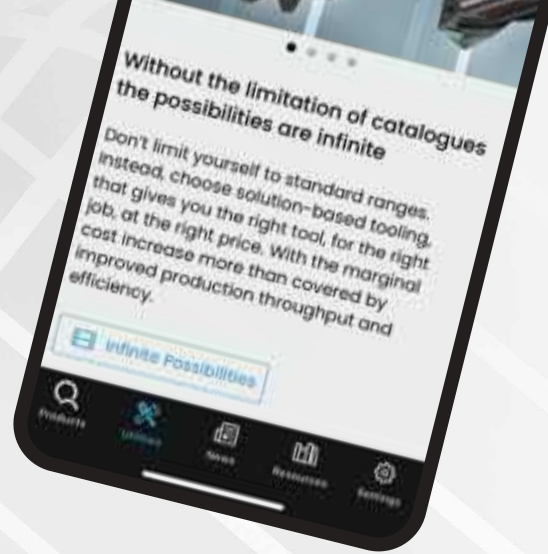 Without the limitation of catalogues
the possibilities are infinite
Don't limit yourself to standard ranges.
Instead, choose solution-based tooling,
that gives you the right tool, for the right
job, at the right price. With the marginal
cost increase more than covered by
improved production throughput and
efficiency.
Infinite Possibilities
Products
Utilities
News
Resources
Settings